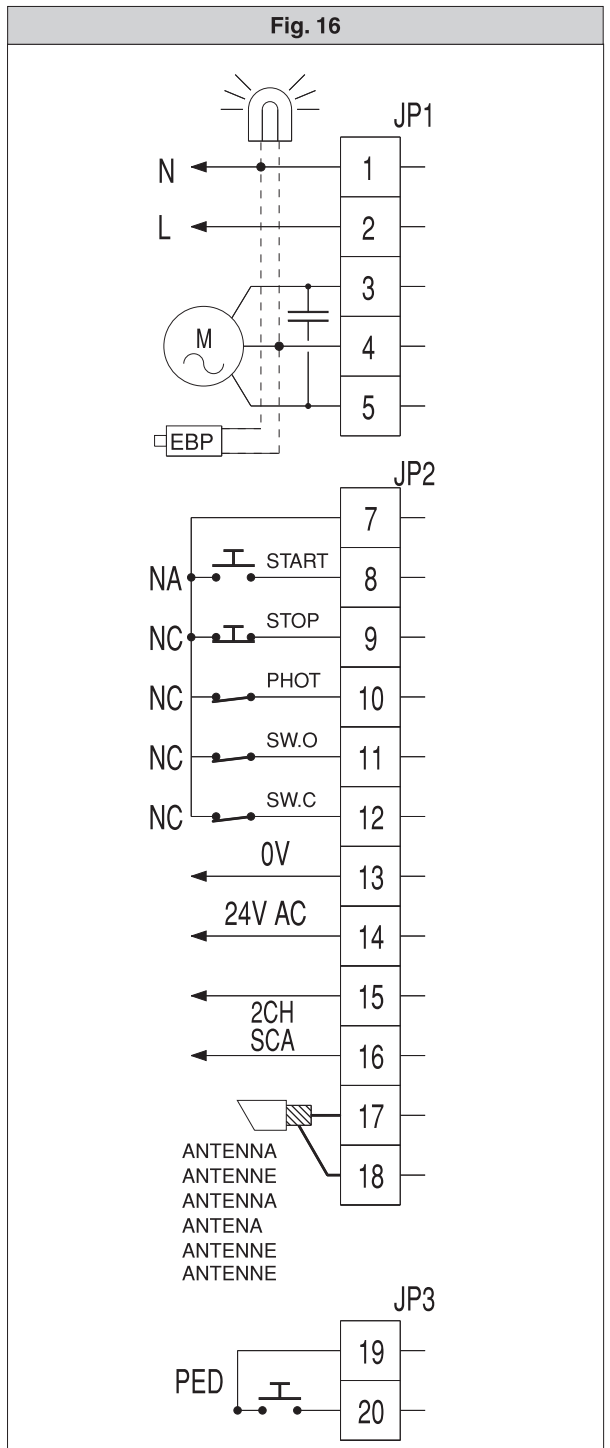 Fig. 16
JP1
N
1
L
2
3
M
4
5
EBP
JP2
7
NA
START
8
NC
STOP
9
NC
PHOT
10
NC
SW.O
11
NC
SW.C
12
0V
13
24V AC
14
15
2CH
SCA
16
17
18
ANTENNA
ANTENNE
ANTENNA
ANTENA
ANTENNE
ANTENNE
JP3
19
PED
20